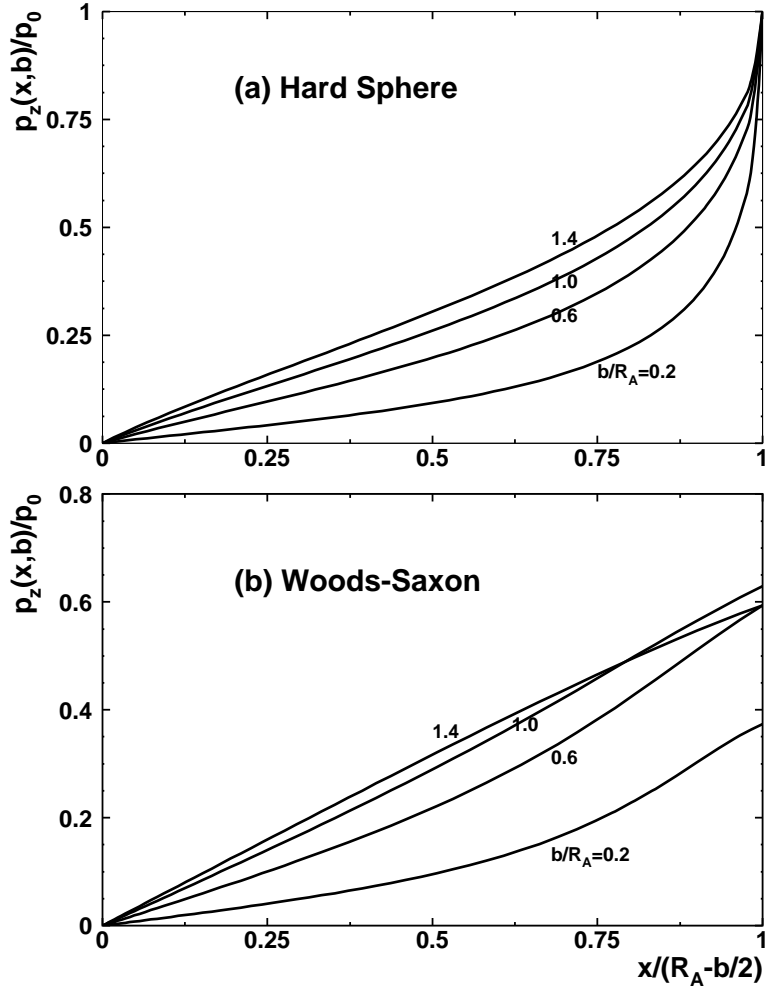 p_z(x,b)/p_0
1
0.75
0.5
0.25
0
(a) Hard Sphere
1.4
1.0
0.6
b/R_A=0.2
0 0.25 0.5 0.75 1
p_z(x,b)/p_0
0.8
0.6
0.4
0.2
0
(b) Woods-Saxon
1.4
1.0
0.6
b/R_A=0.2
0 0.25 0.5 0.75 1
x/(R_A-b/2)